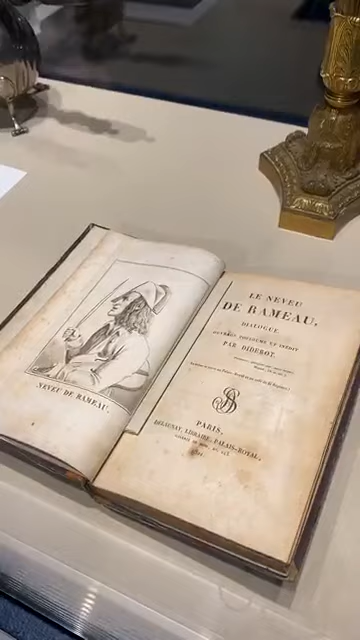 NEVEU DE RAMEAU.
LE NEVEU
DE RAMEAU,
DIALOGUE.
OUVRAGE POSTHUME ET INÉDIT
PAR DIDEROT.
PARIS,
DELAUNAY, LIBRAIRE, PALAIS-ROYAL,